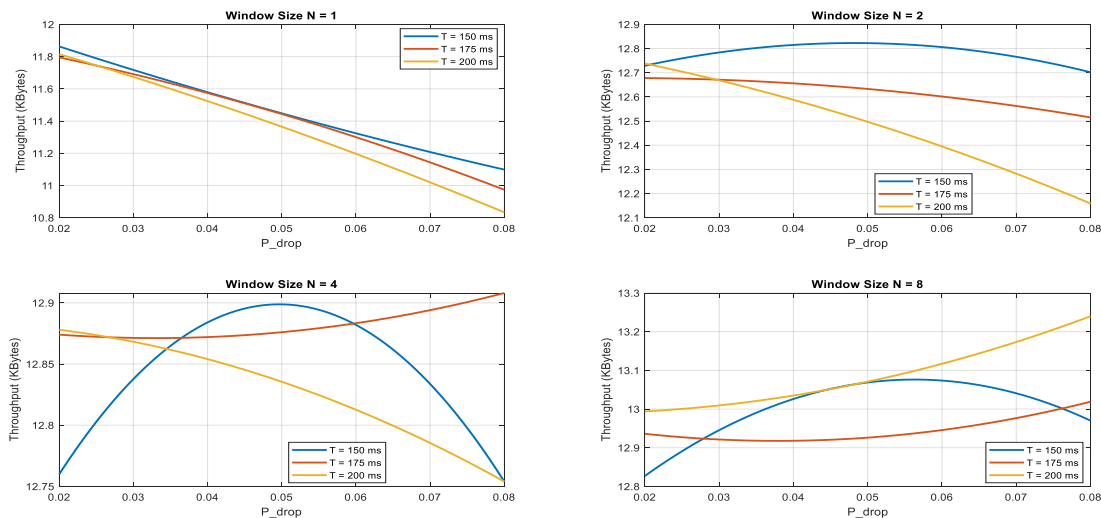 Window Size N = 1
Throughput (KBytes)
12
11.8
11.6
11.4
11.2
11
10.8
0.02 0.03 0.04 0.05 0.06 0.07 0.08
P_drop
T = 150 ms
T = 175 ms
T = 200 ms
Window Size N = 2
Throughput (KBytes)
12.9
12.8
12.7
12.6
12.5
12.4
12.3
12.2
12.1
0.02 0.03 0.04 0.05 0.06 0.07 0.08
P_drop
T = 150 ms
T = 175 ms
T = 200 ms
Window Size N = 4
Throughput (KBytes)
12.9
12.85
12.8
12.75
0.02 0.03 0.04 0.05 0.06 0.07 0.08
P_drop
T = 150 ms
T = 175 ms
T = 200 ms
Window Size N = 8
Throughput (KBytes)
13.3
13.2
13.1
13
12.9
12.8
0.02 0.03 0.04 0.05 0.06 0.07 0.08
P_drop
T = 150 ms
T = 175 ms
T = 200 ms